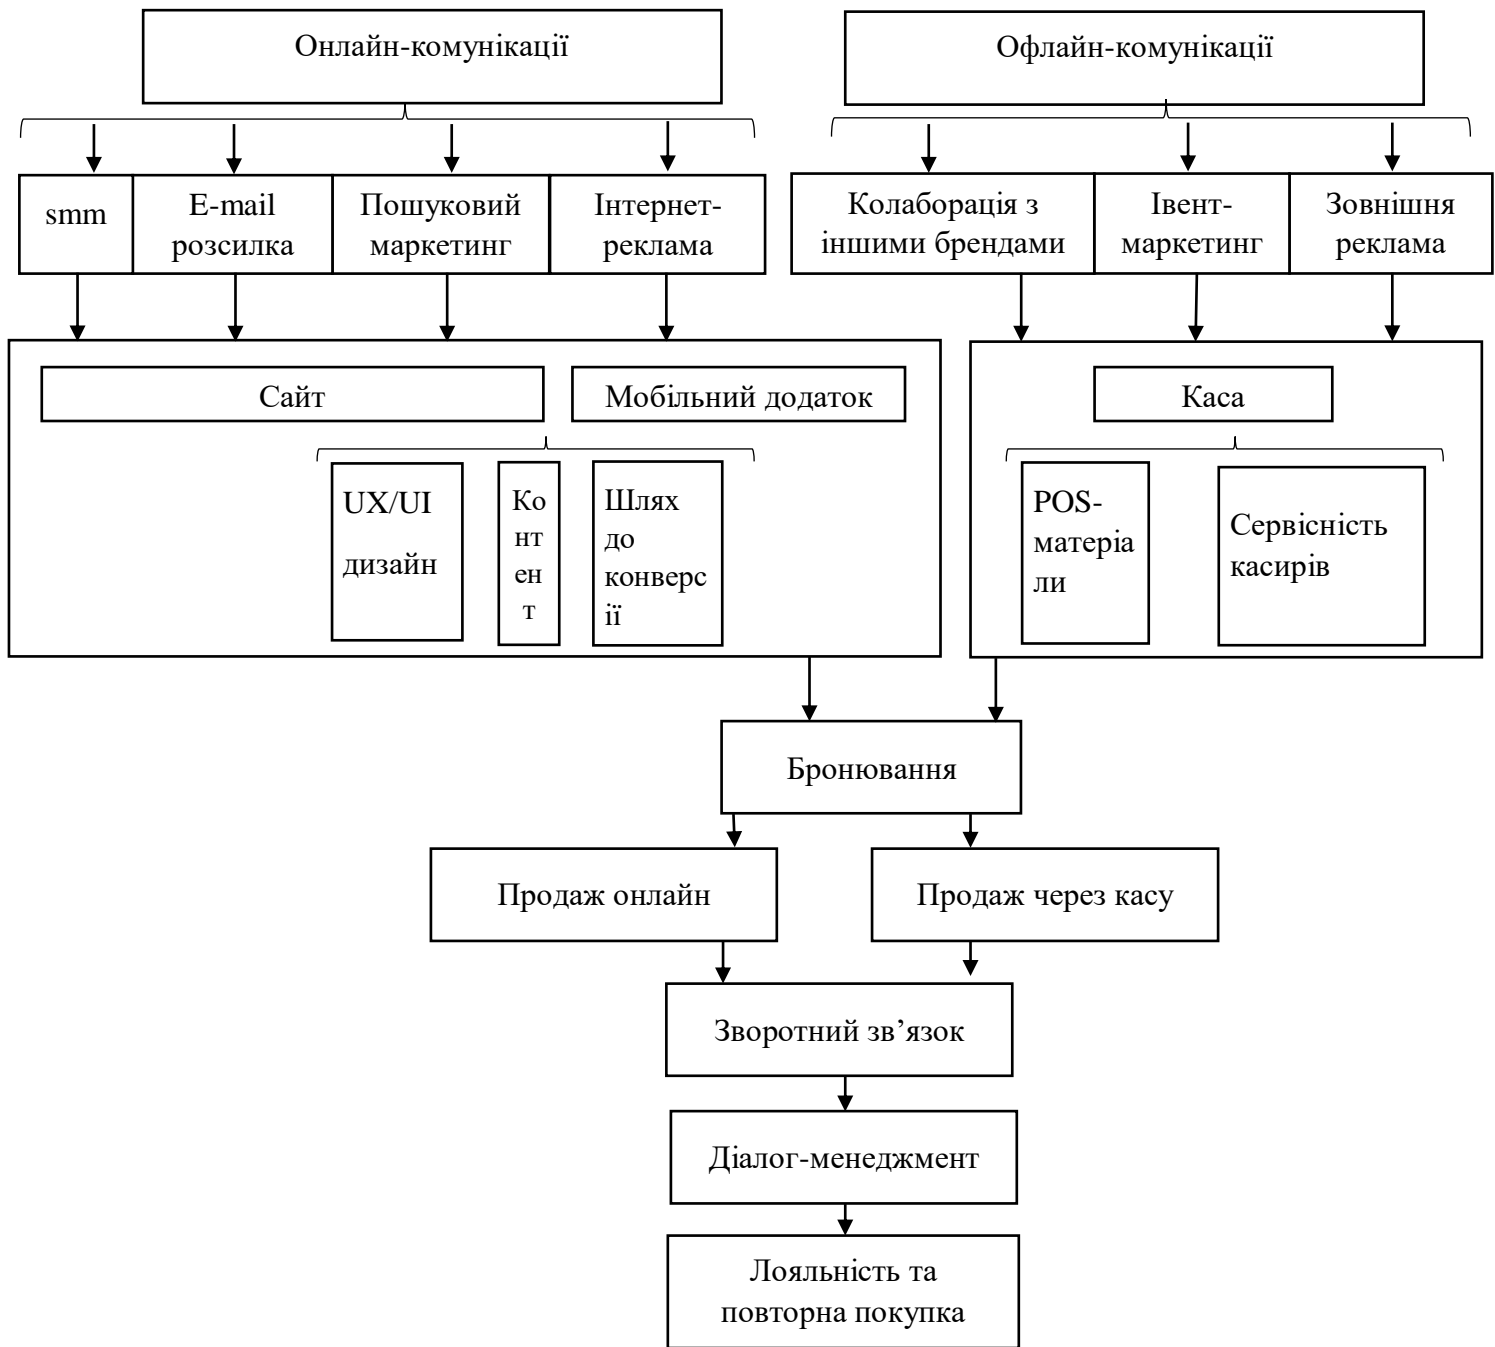 Онлайн-комунікації
Офлайн-комунікації
smm
E-mail
розсилка
Пошуковий
маркетинг
Інтернет-
реклама
Колаборація з
іншими брендами
Івент-
маркетинг
Зовнішня
реклама
Сайт
Мобільний додаток
Каса
UX/UI
дизайн
Ко
нт
ен
т
Шлях
до
конверс
ії
POS-
матеріа
ли
Сервісність
касирів
Бронювання
Продаж онлайн
Продаж через касу
Зворотний зв’язок
Діалог-менеджмент
Лояльність та
повторна покупка